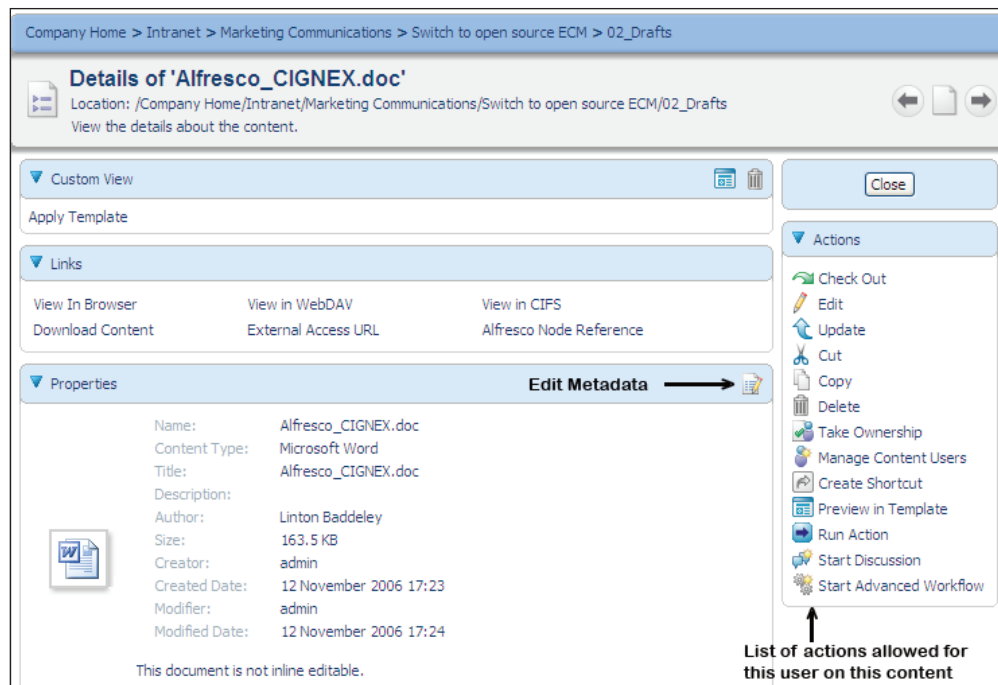 Company Home > Intranet > Marketing Communications > Switch to open source ECM > 02_Drafts
Details of 'Alfresco_CIGNEX.doc'
Location: /Company Home/Intranet/Marketing Communications/Switch to open source ECM/02_Drafts
View the details about the content.
Custom View
Apply Template
Links
View In Browser View in WebDAV View in CIFS
Download Content External Access URL Alfresco Node Reference
Properties Edit Metadata
Name: Alfresco_CIGNEX.doc
Content Type: Microsoft Word
Title: Alfresco_CIGNEX.doc
Description:
Author: Linton Baddeley
Size: 163.5 KB
Creator: admin
Created Date: 12 November 2006 17:23
Modifier: admin
Modified Date: 12 November 2006 17:24
This document is not inline editable.
Close
Actions
Check Out
Edit
Update
Cut
Copy
Delete
Take Ownership
Manage Content Users
Create Shortcut
Preview in Template
Run Action
Start Discussion
Start Advanced Workflow
List of actions allowed for
this user on this content